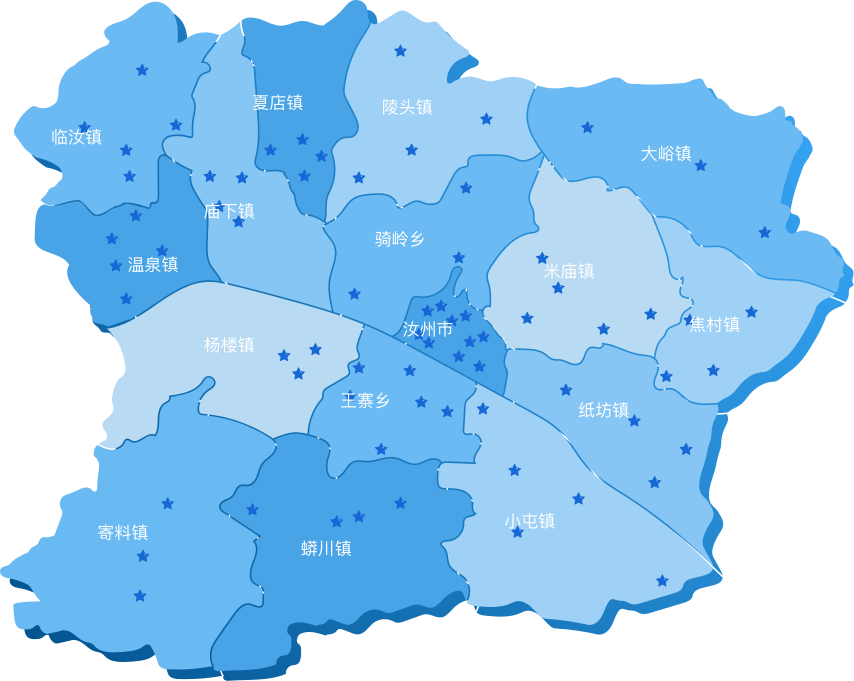 夏店镇
陵头镇
临汝镇
大峪镇
庙下镇
骑岭乡
温泉镇
米庙镇
汝州市
焦村镇
杨楼镇
王寨乡
纸坊镇
小屯镇
寄料镇
蟒川镇